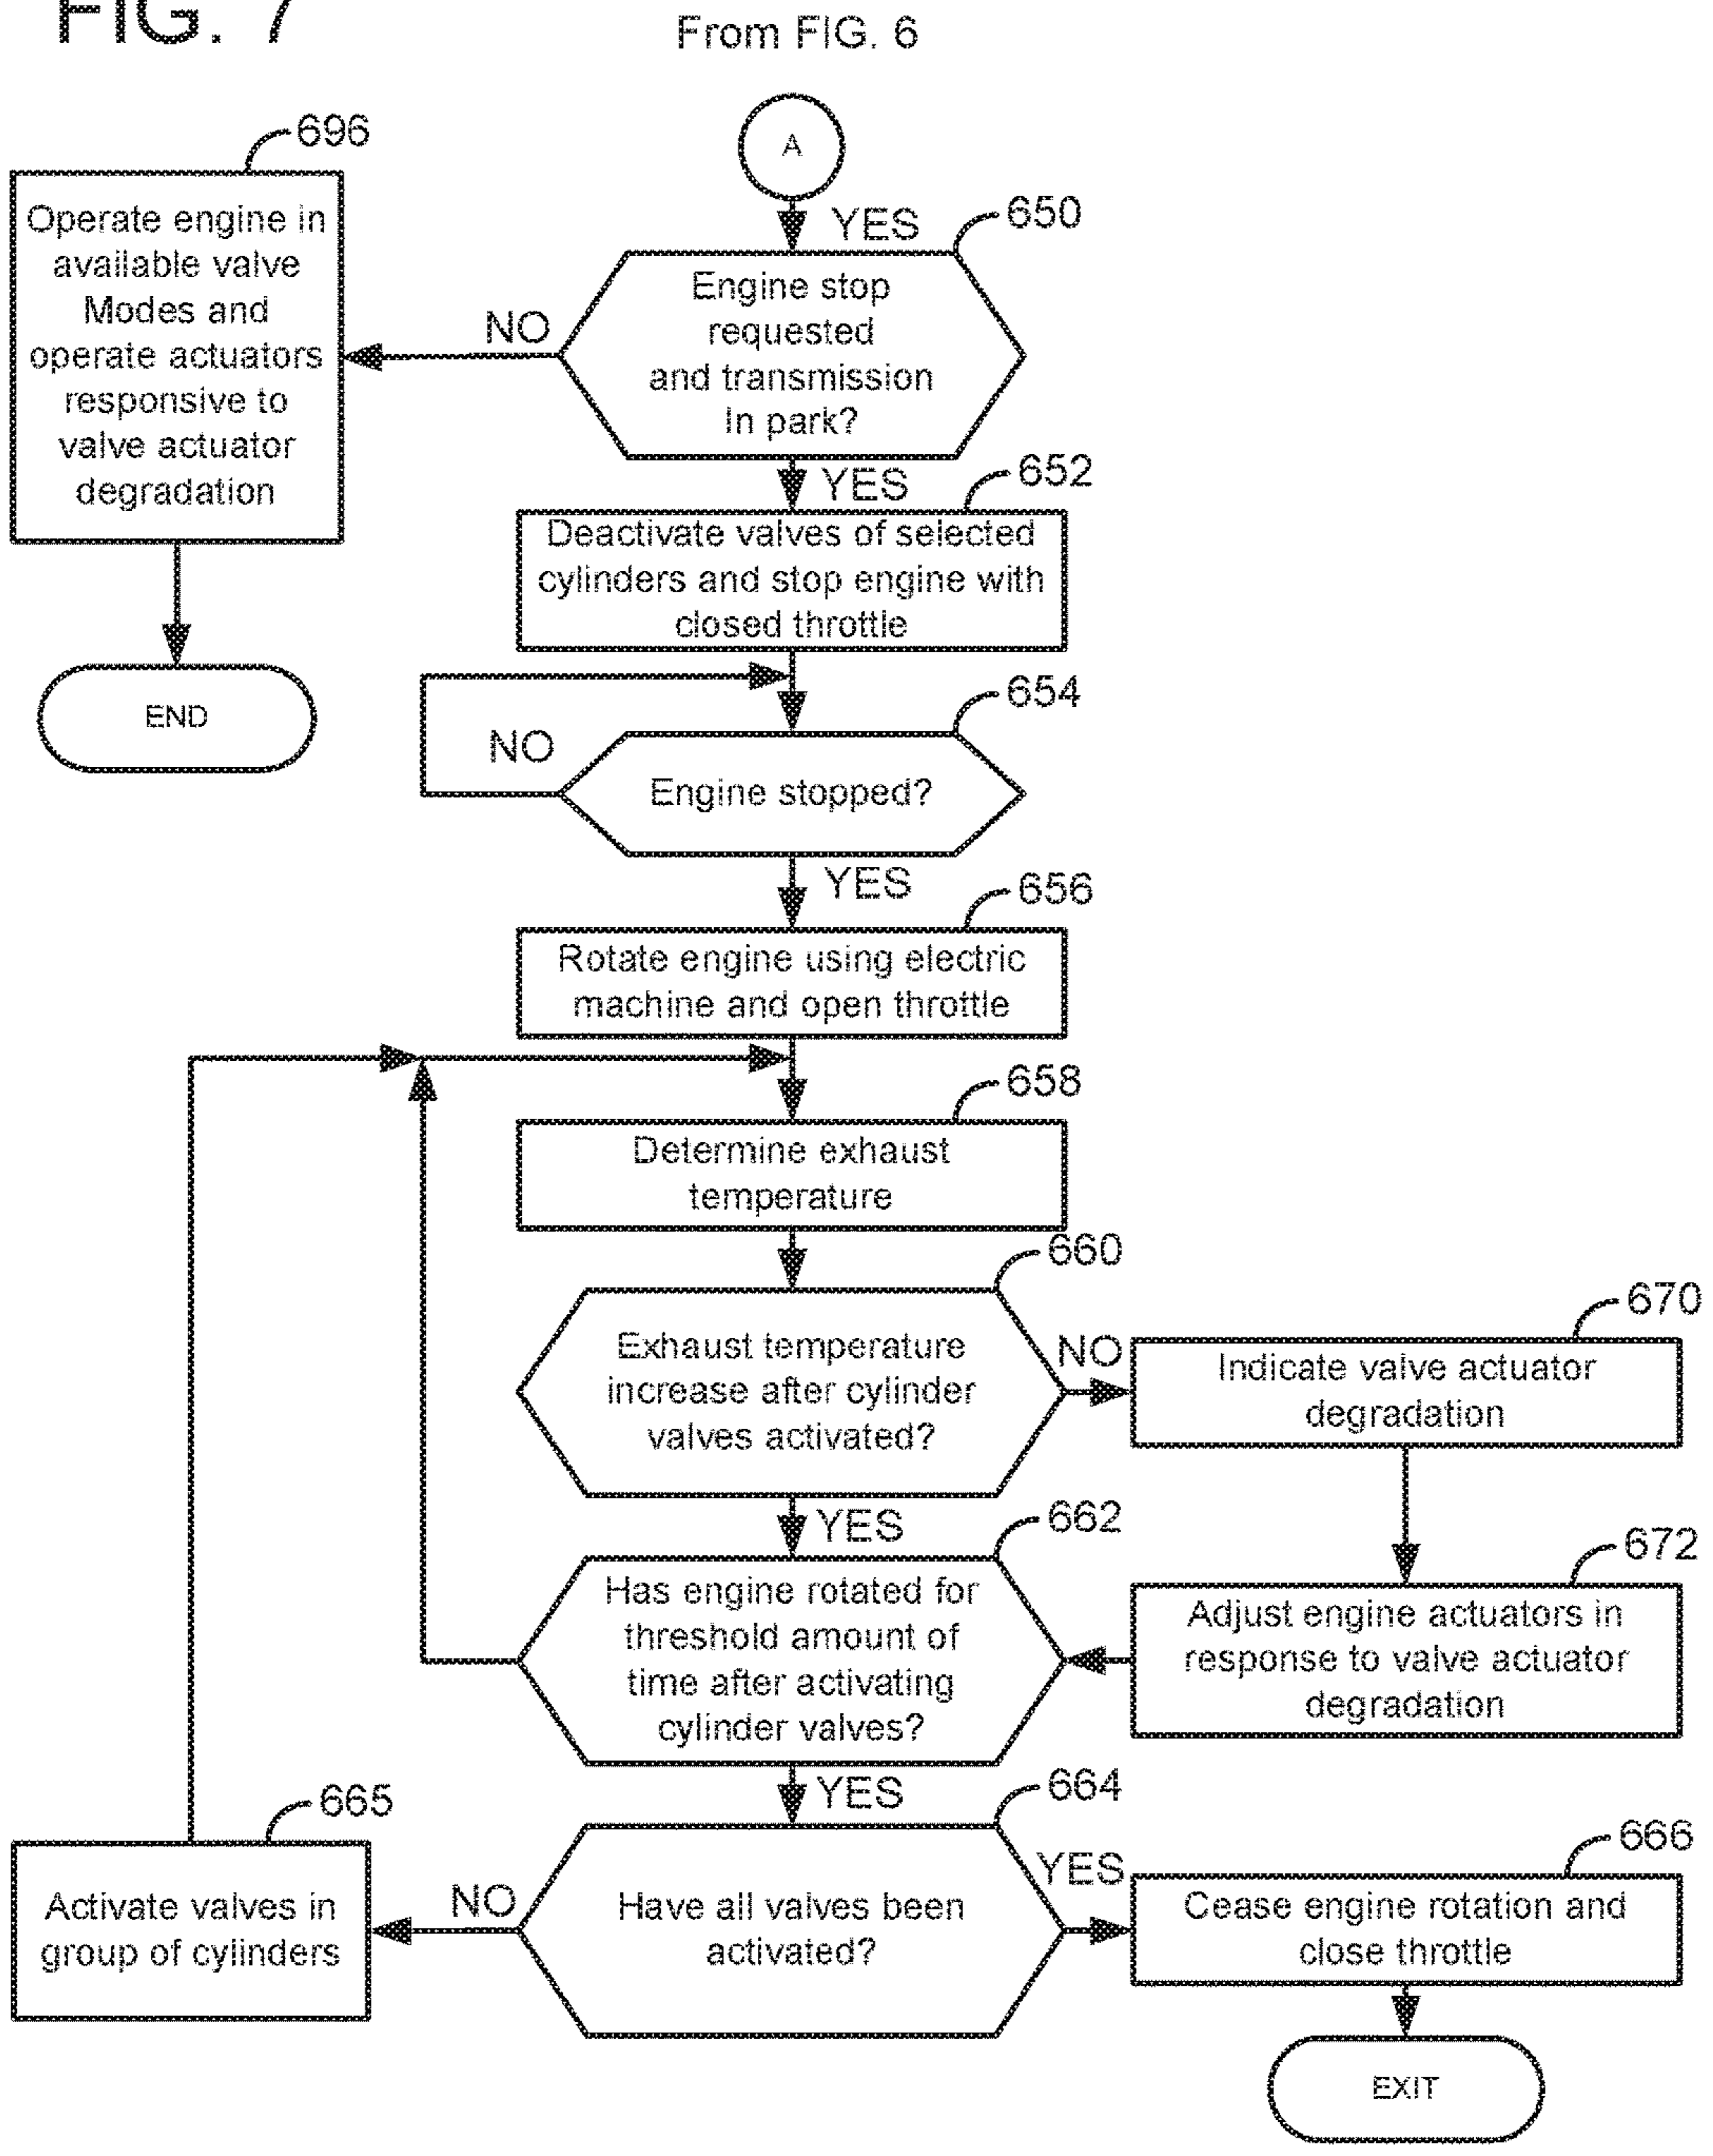 FIG. 7
From FIG. 6
A
696
Operate engine in
available valve
Modes and
operate actuators
responsive to
valve actuator
degradation
END
YES
650
Engine stop
requested
and transmission
In park?
NO
YES
652
Deactivate valves of selected
cylinders and stop engine with
closed throttle
654
NO
Engine stopped?
YES
656
Rotate engine using electric
machine and open throttle
658
Determine exhaust
temperature
660
Exhaust temperature
increase after cylinder
valves activated?
NO
670
Indicate valve actuator
degradation
YES
662
Has engine rotated for
threshold amount of
time after activating
cylinder valves?
672
Adjust engine actuators in
response to valve actuator
degradation
YES
664
Have all valves been
activated?
NO
665
Activate valves in
group of cylinders
YES
666
Cease engine rotation and
close throttle
EXIT